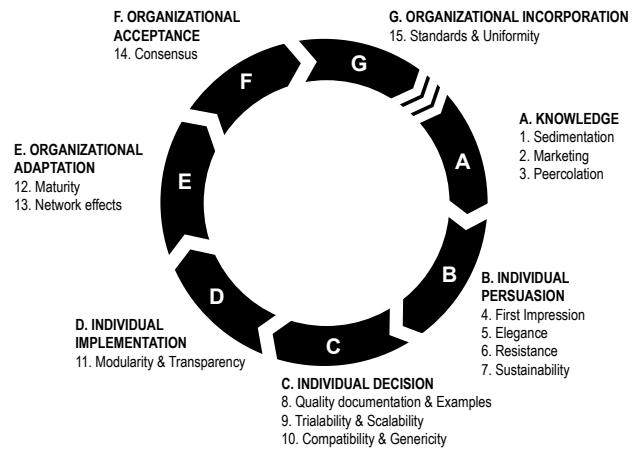 F. ORGANIZATIONAL
ACCEPTANCE
14. Consensus
G. ORGANIZATIONAL INCORPORATION
15. Standards & Uniformity
A. KNOWLEDGE
1. Sedimentation
2. Marketing
3. Peercolation
E. ORGANIZATIONAL
ADAPTATION
12. Maturity
13. Network effects
B. INDIVIDUAL
PERSUASION
4. First Impression
5. Elegance
6. Resistance
7. Sustainability
D. INDIVIDUAL
IMPLEMENTATION
11. Modularity & Transparency
C. INDIVIDUAL DECISION
8. Quality documentation & Examples
9. Trialability & Scalability
10. Compatibility & Genericity
G
F
A
E
B
D
C